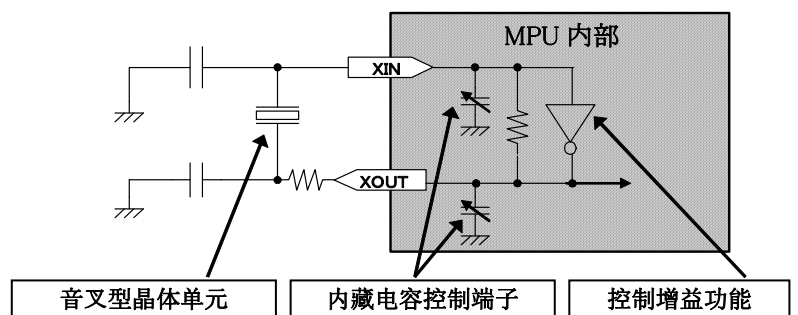 MPU 内部
XIN
XOUT
音叉型晶体单元
内藏电容控制端子
控制增益功能